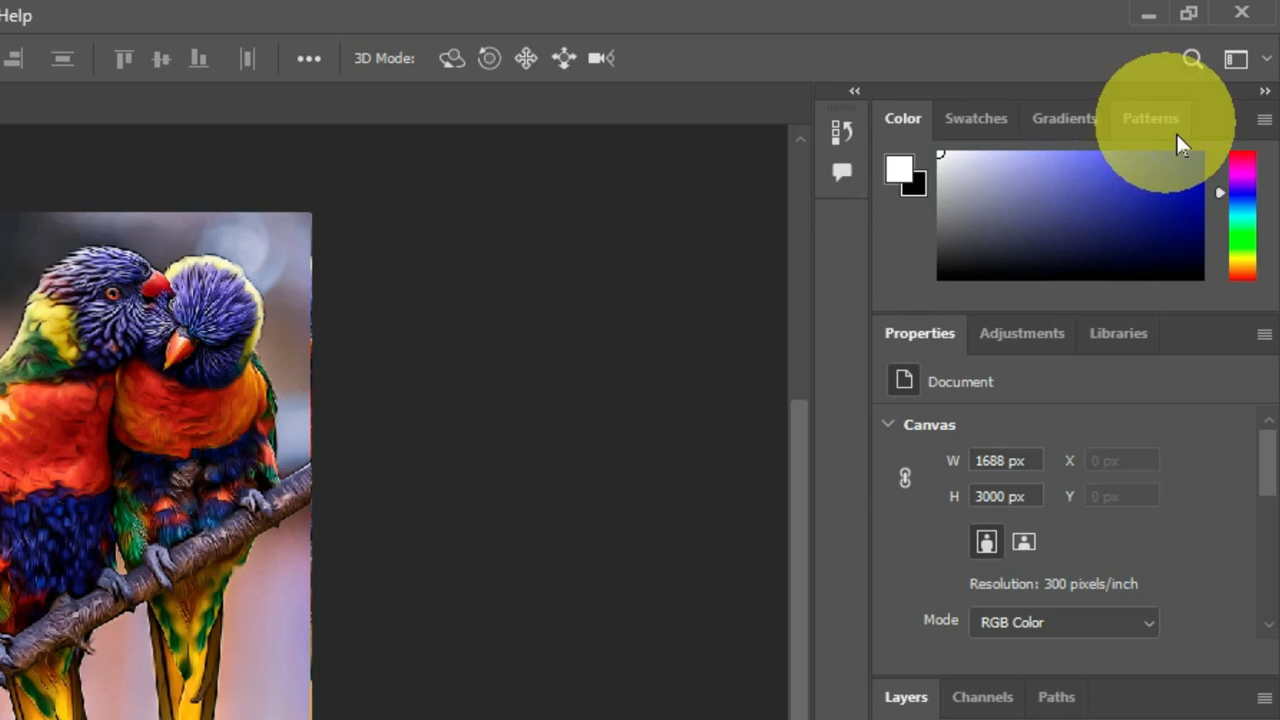 Help
3D Mode:
Color Swatches Gradients Patterns
Properties Adjustments Libraries
Document
Canvas
W 1688 px X 0 px
H 3000 px Y 0 px
Resolution: 300 pixels/inch
Mode RGB Color
Layers Channels Paths